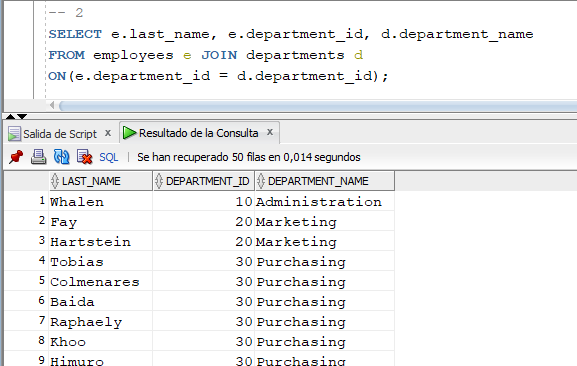 -- 2
SELECT e.last_name, e.department_id, d.department_name
FROM employees e JOIN departments d
ON(e.department_id = d.department_id);
Salida de Script x Resultado de la Consulta x
SQL | Se han recuperado 50 filas en 0,014 segundos
LAST_NAME DEPARTMENT_ID DEPARTMENT_NAME
1 Whalen 10 Administration
2 Fay 20 Marketing
3 Hartstein 20 Marketing
4 Tobias 30 Purchasing
5 Colmenares 30 Purchasing
6 Baida 30 Purchasing
7 Raphaely 30 Purchasing
8 Khoo 30 Purchasing
9 Himuro 30 Purchasing